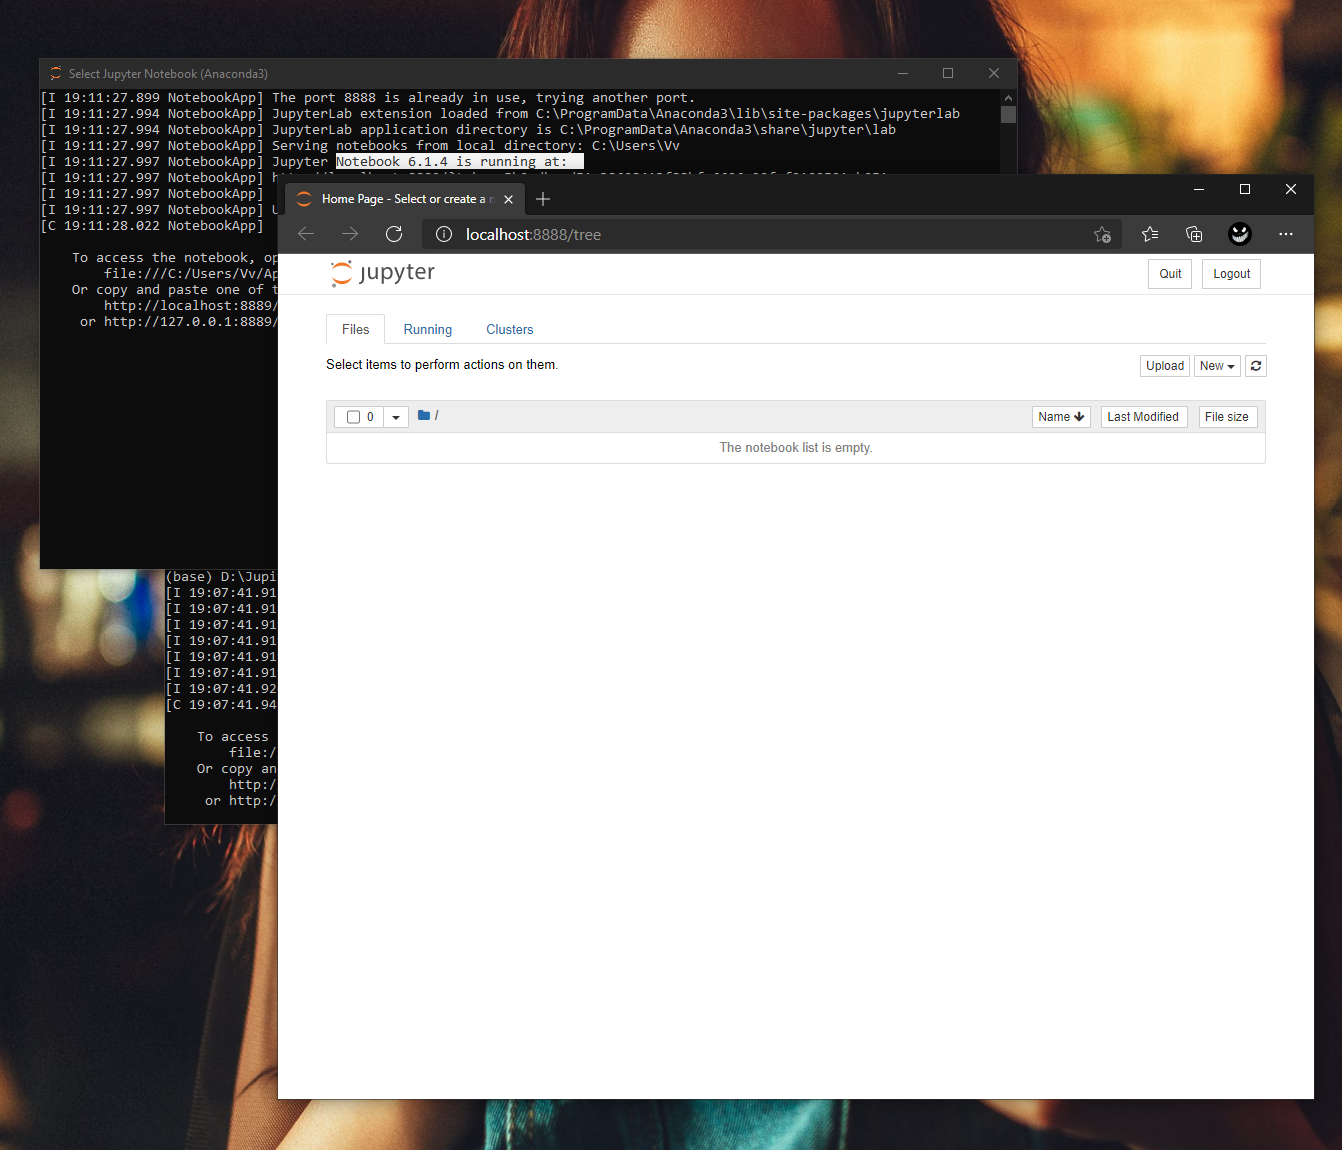 Select Jupyter Notebook (Anaconda3)
[I 19:11:27.899 NotebookApp] The port 8888 is already in use, trying another port.
[I 19:11:27.994 NotebookApp] JupyterLab extension loaded from C:\ProgramData\Anaconda3\lib\site-packages\jupyterlab
[I 19:11:27.994 NotebookApp] JupyterLab application directory is C:\ProgramData\Anaconda3\share\jupyter\lab
[I 19:11:27.997 NotebookApp] Serving notebooks from local directory: C:\Users\Vv
[I 19:11:27.997 NotebookApp] Jupyter Notebook 6.1.4 is running at:
[I 19:11:27.997 NotebookApp]
[I 19:11:27.997 NotebookApp]
[I 19:11:27.997 NotebookApp]
[C 19:11:28.022 NotebookApp]
To access the notebook, op
file:///C:/Users/Vv/Ap
Or copy and paste one of t
http://localhost:8889/
or http://127.0.0.1:8889/
(base) D:\Jupi
[I 19:07:41.91
[I 19:07:41.91
[I 19:07:41.91
[I 19:07:41.91
[I 19:07:41.91
[I 19:07:41.91
[I 19:07:41.92
[C 19:07:41.94
To access
file:/
Or copy an
http:/
or http:/
Home Page - Select or create a n
localhost:8888/tree
jupyter
Quit Logout
Files Running Clusters
Select items to perform actions on them.
Upload New
0 / Name Last Modified File size
The notebook list is empty.